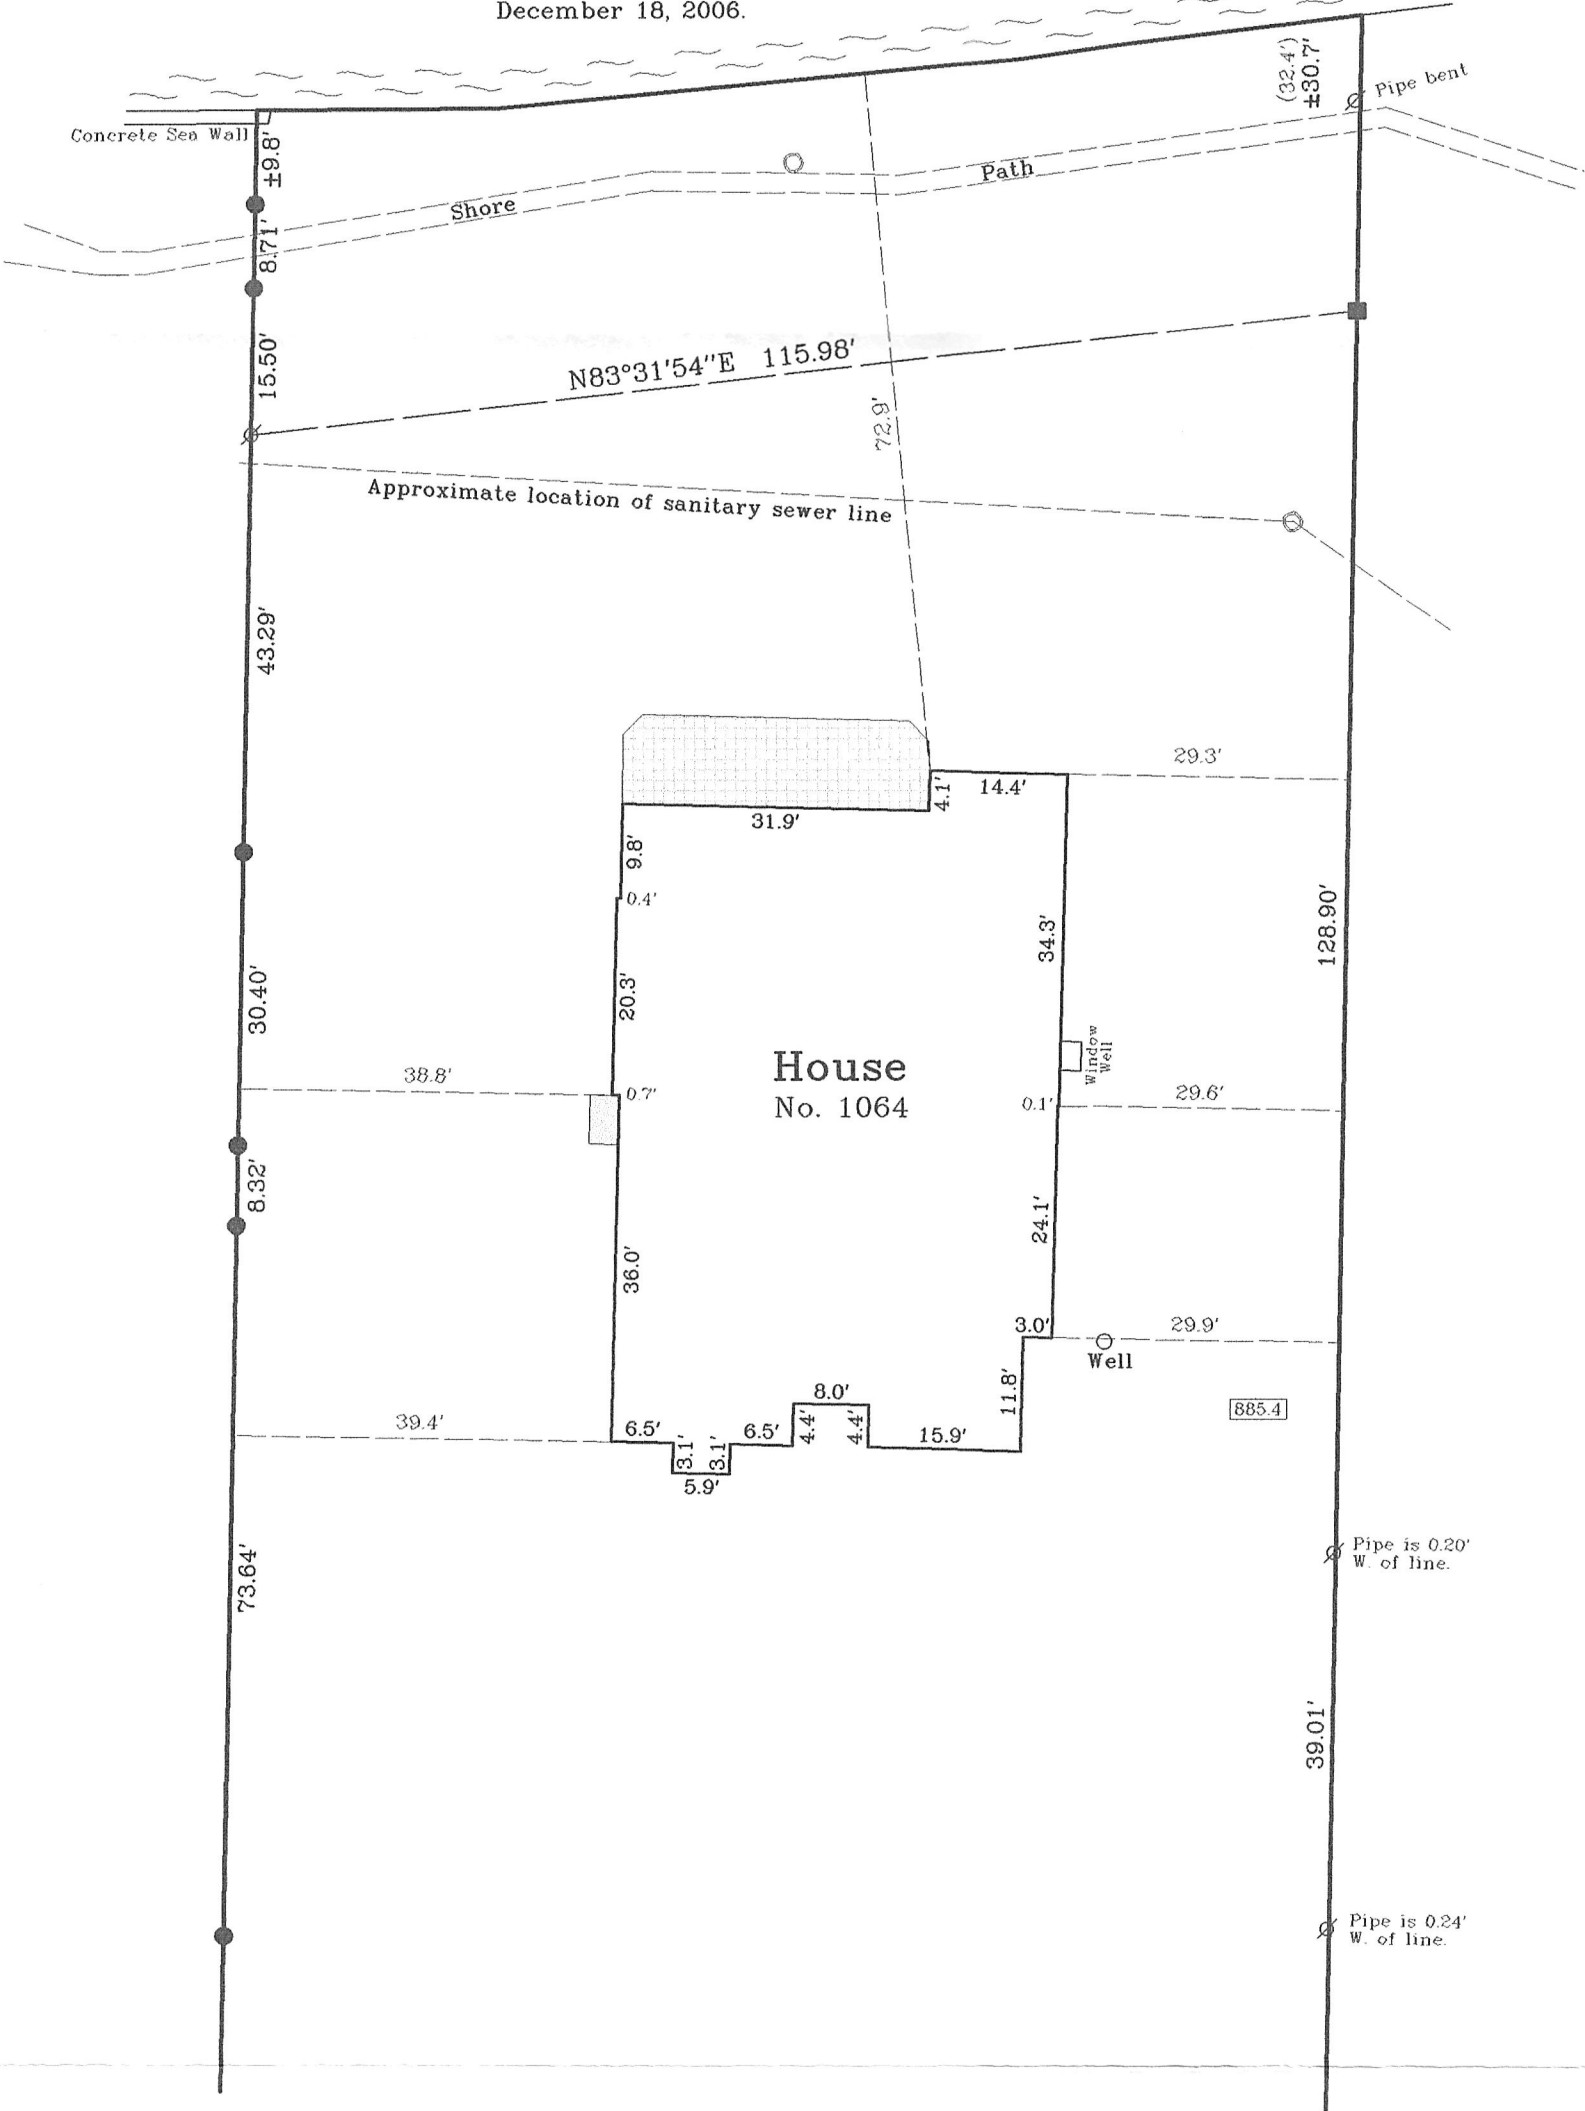 December 18, 2006.
(32.4')
±30.7'
Pipe bent
Concrete Sea Wall
±9.8'
Path
Shore
8.71'
15.50'
N83°31'54"E 115.98'
72.9'
Approximate location of sanitary sewer line
43.29'
29.3'
14.4'
4.1'
31.9'
9.8'
0.4'
34.3'
128.90'
20.3'
30.40'
Window
Well
House
No. 1064
38.8'
0.7'
0.1'
29.6'
8.32'
24.1'
36.0'
3.0'
29.9'
Well
11.8'
8.0'
885.4
39.4'
6.5'
3.1'
3.1'
6.5'
4.4'
4.4'
15.9'
5.9'
73.64'
Pipe is 0.20'
W. of line.
39.01'
Pipe is 0.24'
W. of line.